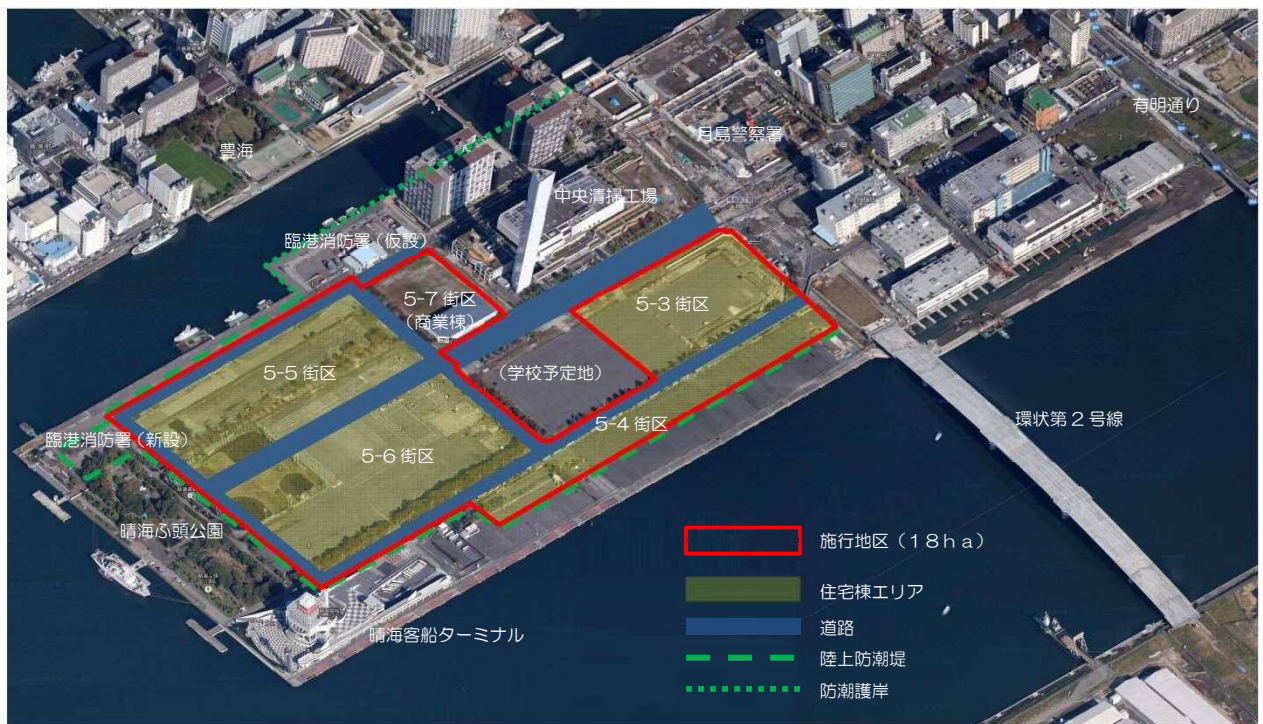 有明通り
豊海
月島警察署
中央清掃工場
臨港消防署（仮設）
5-7 街区
（商業棟）
5-3 街区
5-5 街区
（学校予定地）
5-4 街区
環状第２号線
臨港消防署（新設）
5-6 街区
晴海ふ頭公園
晴海客船ターミナル
施行地区（１８ｈａ）
住宅棟エリア
道路
陸上防潮堤
防潮護岸